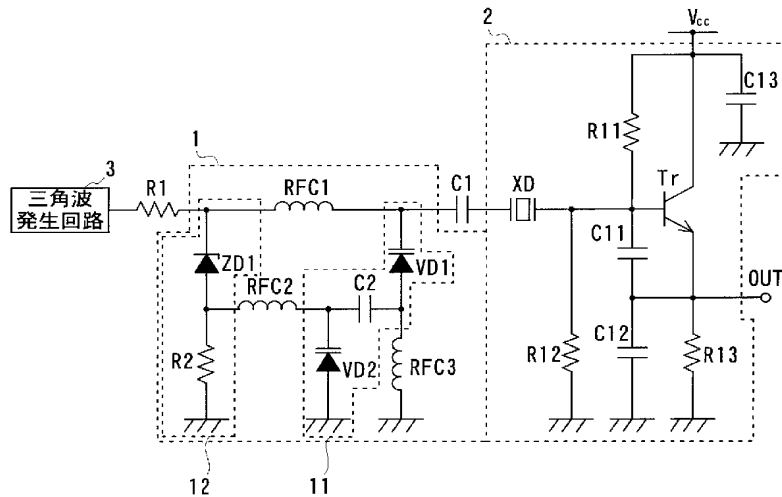 2
Vcc
C13
R11
1
3
三角波
発生回路
R1
RFC1
C1
XD
Tr
ZD1
RFC2
C2
VD1
C11
OUT
R2
VD2
RFC3
R12
C12
R13
12
11